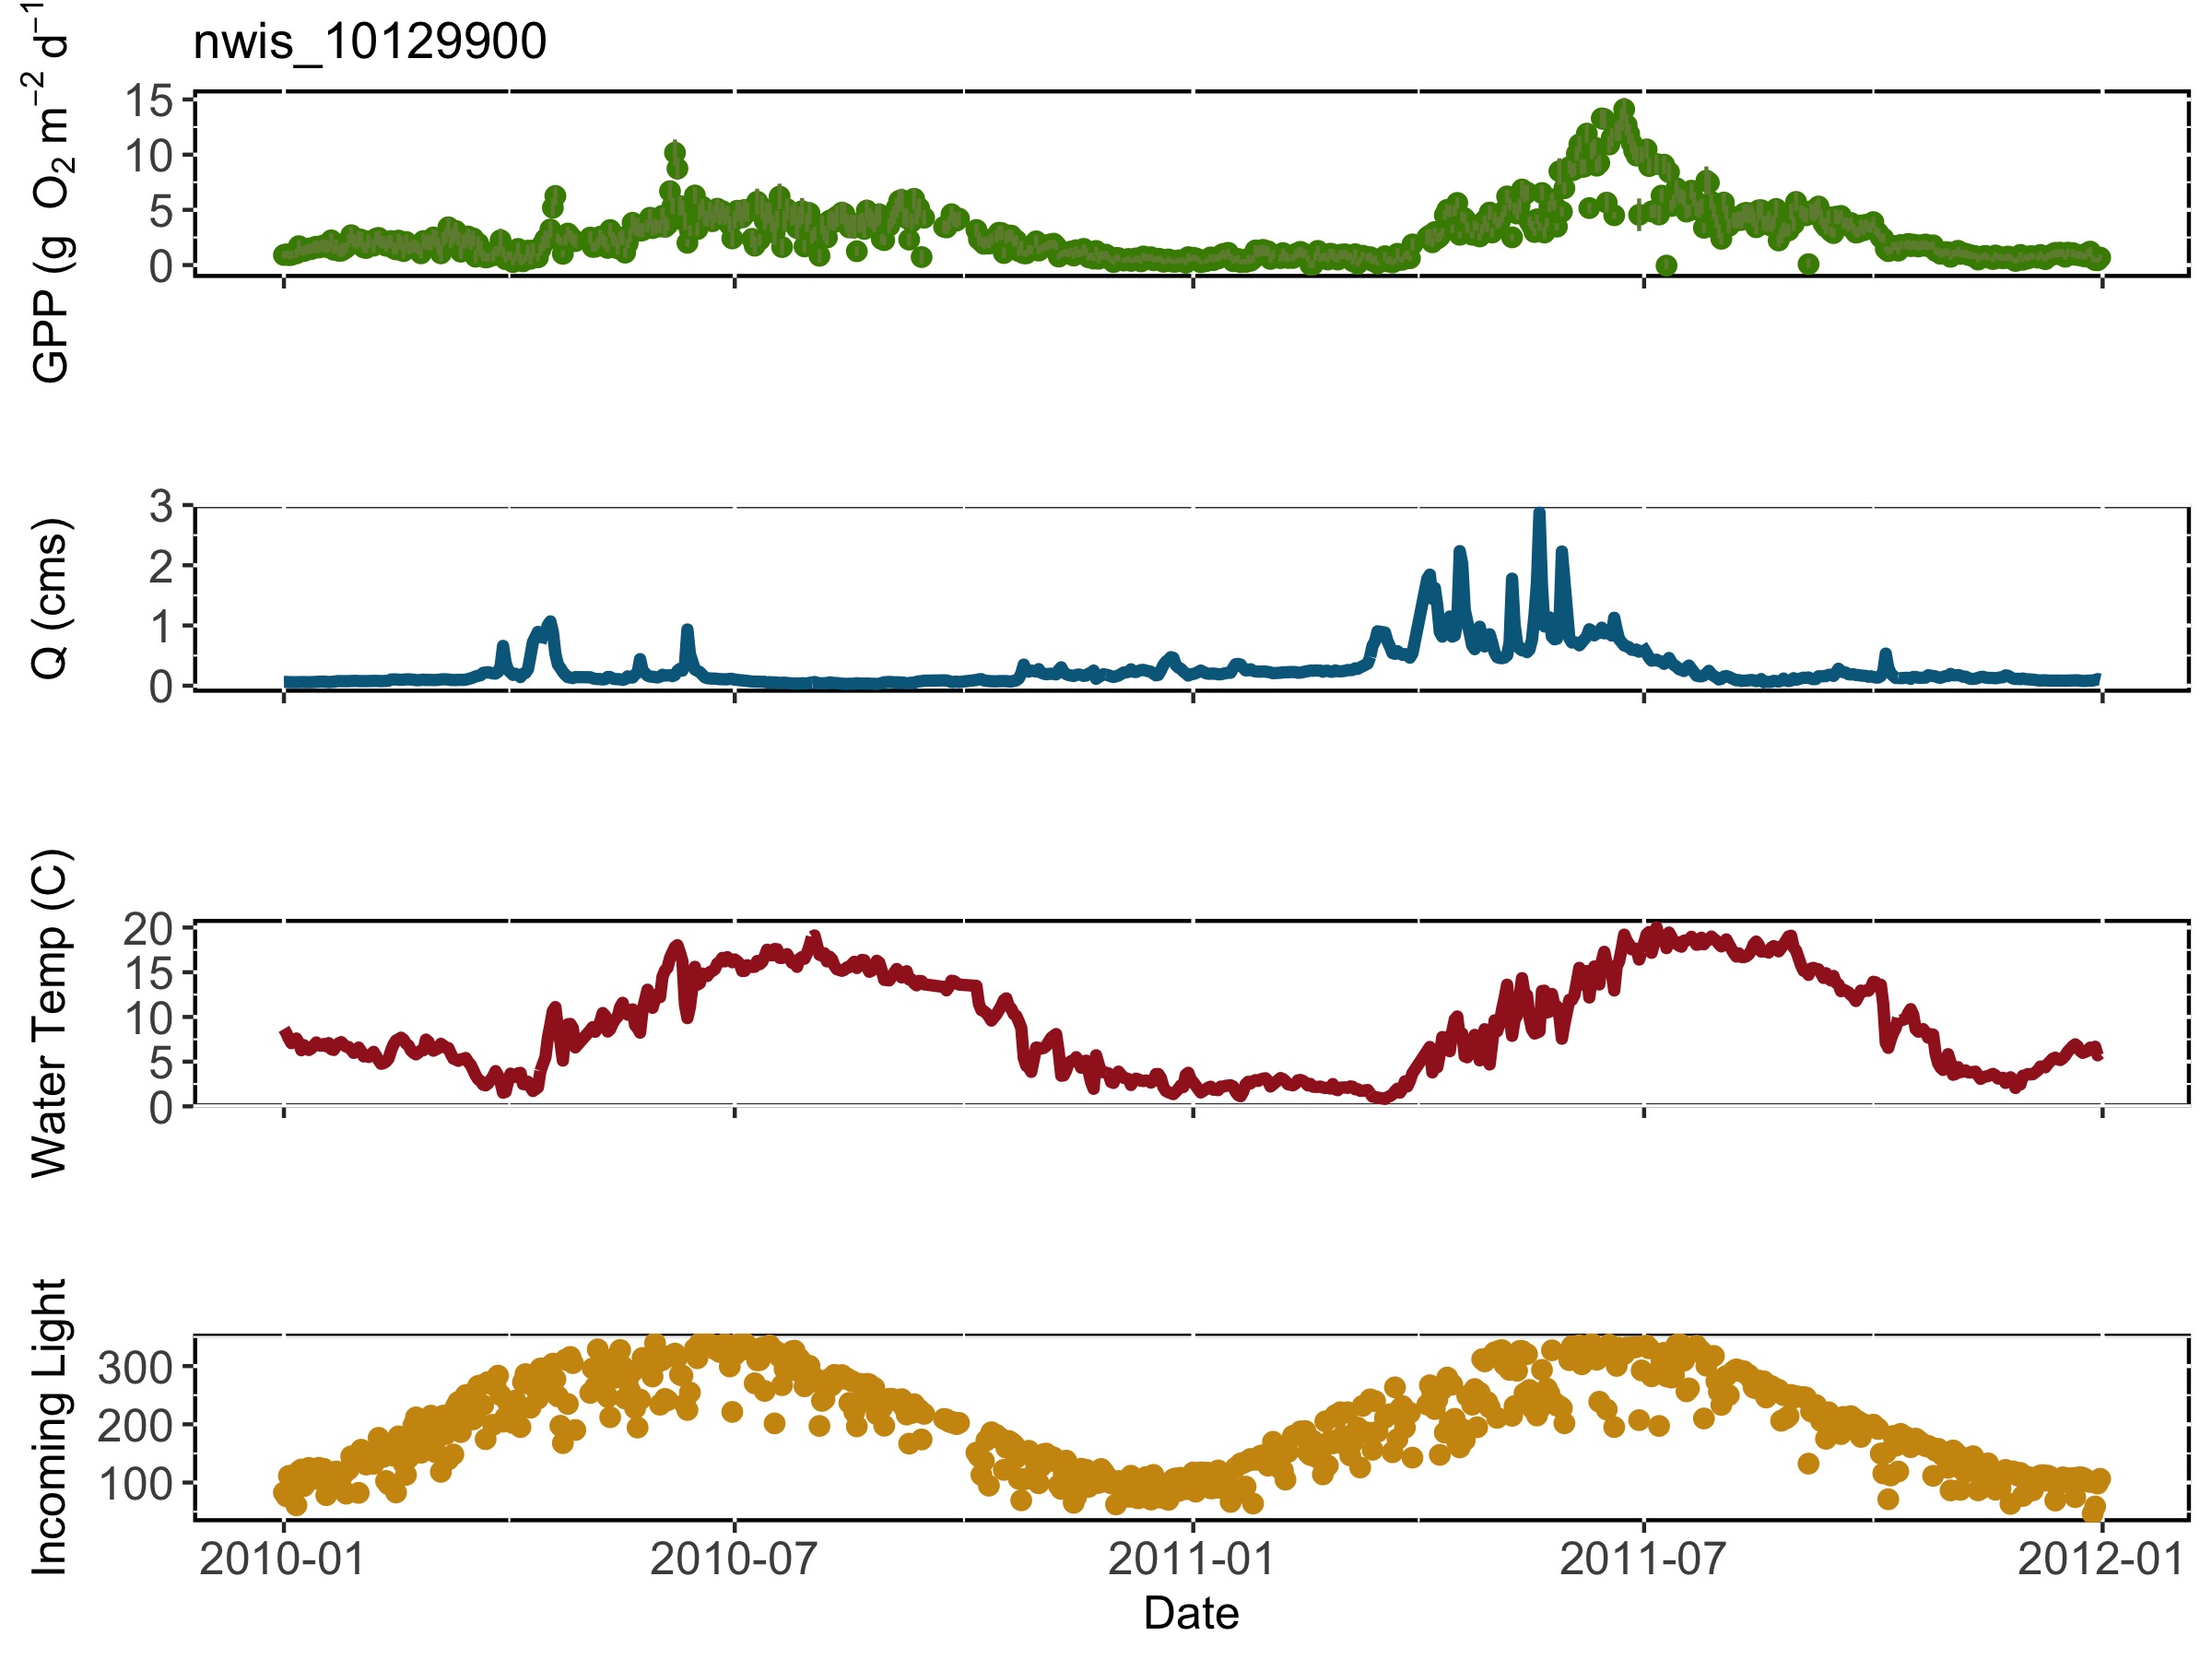 nwis_10129900
GPP (g O₂ m⁻² d⁻¹
15
10
5
0
Q (cms)
3
2
1
0
Water Temp (C)
20
15
10
5
0
Incoming Light
300
200
100
2010-01 2010-07 2011-01 2011-07 2012-01
Date